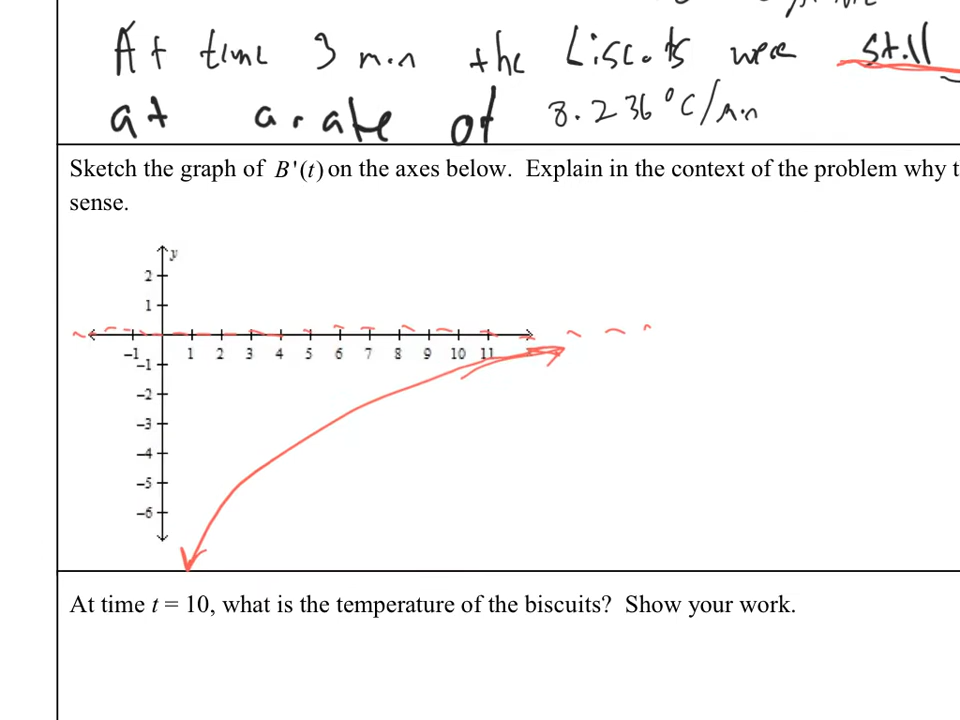 At time 3 min the biscuts were still
at a rate of 8.236°C/min
Sketch the graph of B'(t) on the axes below. Explain in the context of the problem why t
sense.
y
2
1
-1 1 2 3 4 5 6 7 8 9 10 11
-1
-2
-3
-4
-5
-6
At time t = 10, what is the temperature of the biscuits? Show your work.